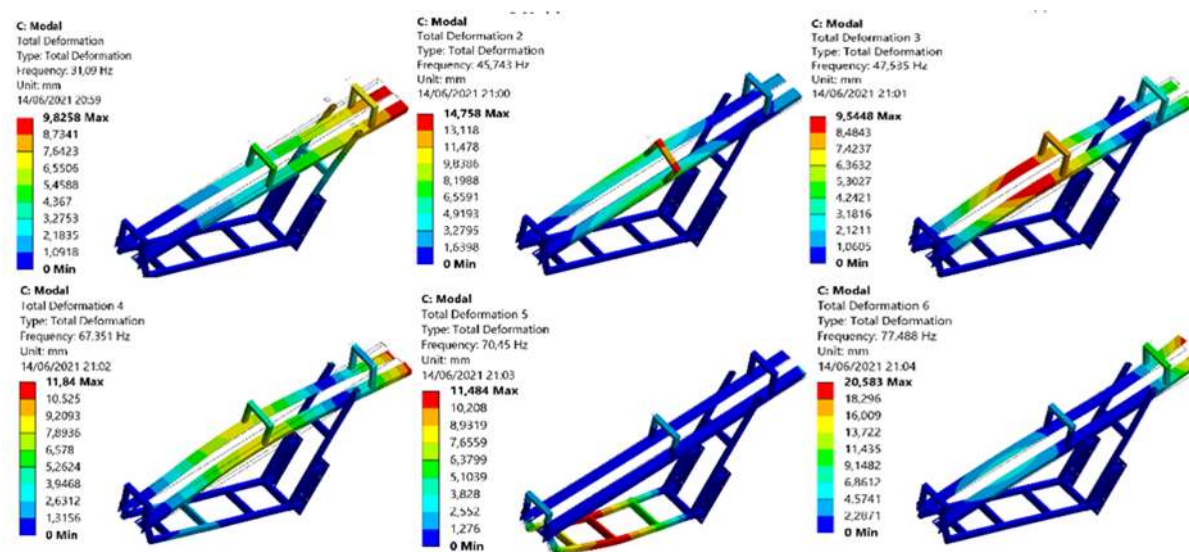 C: Modal
Total Deformation
Type: Total Deformation
Frequency: 31,09 Hz
Unit: mm
14/06/2021 20:59
9,8258 Max
8,7341
7,6423
6,5506
5,4588
4,367
3,2753
2,1835
1,0918
0 Min
C: Modal
Total Deformation 2
Type: Total Deformation
Frequency: 45,743 Hz
Unit: mm
14/06/2021 21:00
14,758 Max
13,118
11,478
9,8386
8,1988
6,5591
4,9193
3,2795
1,6398
0 Min
C: Modal
Total Deformation 3
Type: Total Deformation
Frequency: 47,535 Hz
Unit: mm
14/06/2021 21:01
9,5448 Max
8,4843
7,4237
6,3632
5,3027
4,2421
3,1816
2,1211
1,0605
0 Min
C: Modal
Total Deformation 4
Type: Total Deformation
Frequency: 67,351 Hz
Unit: mm
14/06/2021 21:02
11,84 Max
10,525
9,2093
7,8936
6,578
5,2624
3,9468
2,6312
1,3156
0 Min
C: Modal
Total Deformation 5
Type: Total Deformation
Frequency: 70,45 Hz
Unit: mm
14/06/2021 21:03
11,484 Max
10,208
8,9319
7,6559
6,3799
5,1039
3,828
2,552
1,276
0 Min
C: Modal
Total Deformation 6
Type: Total Deformation
Frequency: 77,488 Hz
Unit: mm
14/06/2021 21:04
20,583 Max
18,296
16,009
13,722
11,435
9,1482
6,8612
4,5741
2,2871
0 Min